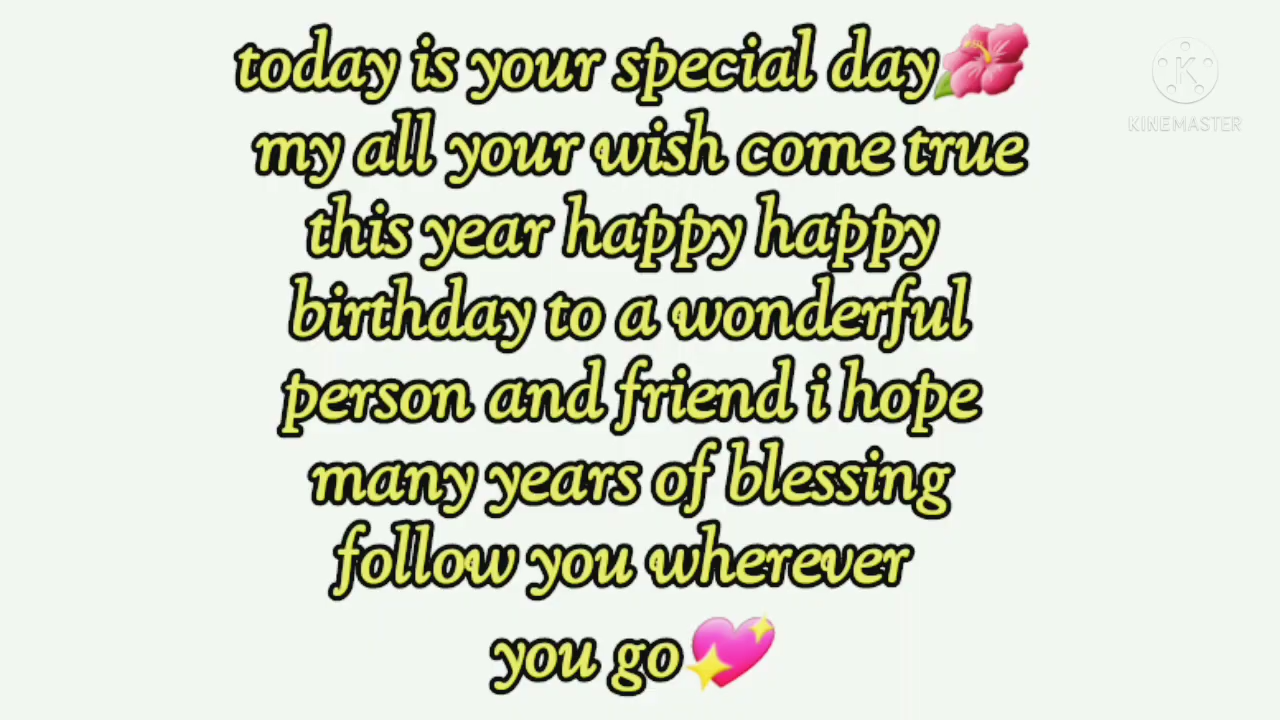 today is your special day🌺
my all your wish come true
this year happy happy
birthday to a wonderful
person and friend i hope
many years of blessing
follow you wherever
you go💖
K
KINEMASTER